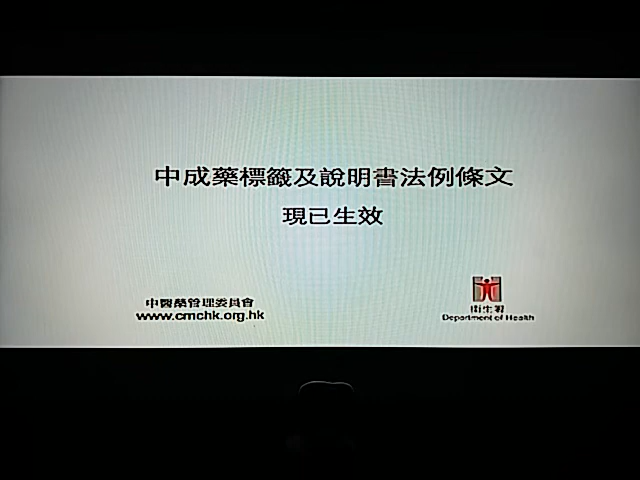 中成藥標籤及說明書法例條文
現已生效
中醫藥管理委員會
www.cmchk.org.hk
衞生署
Department of Health